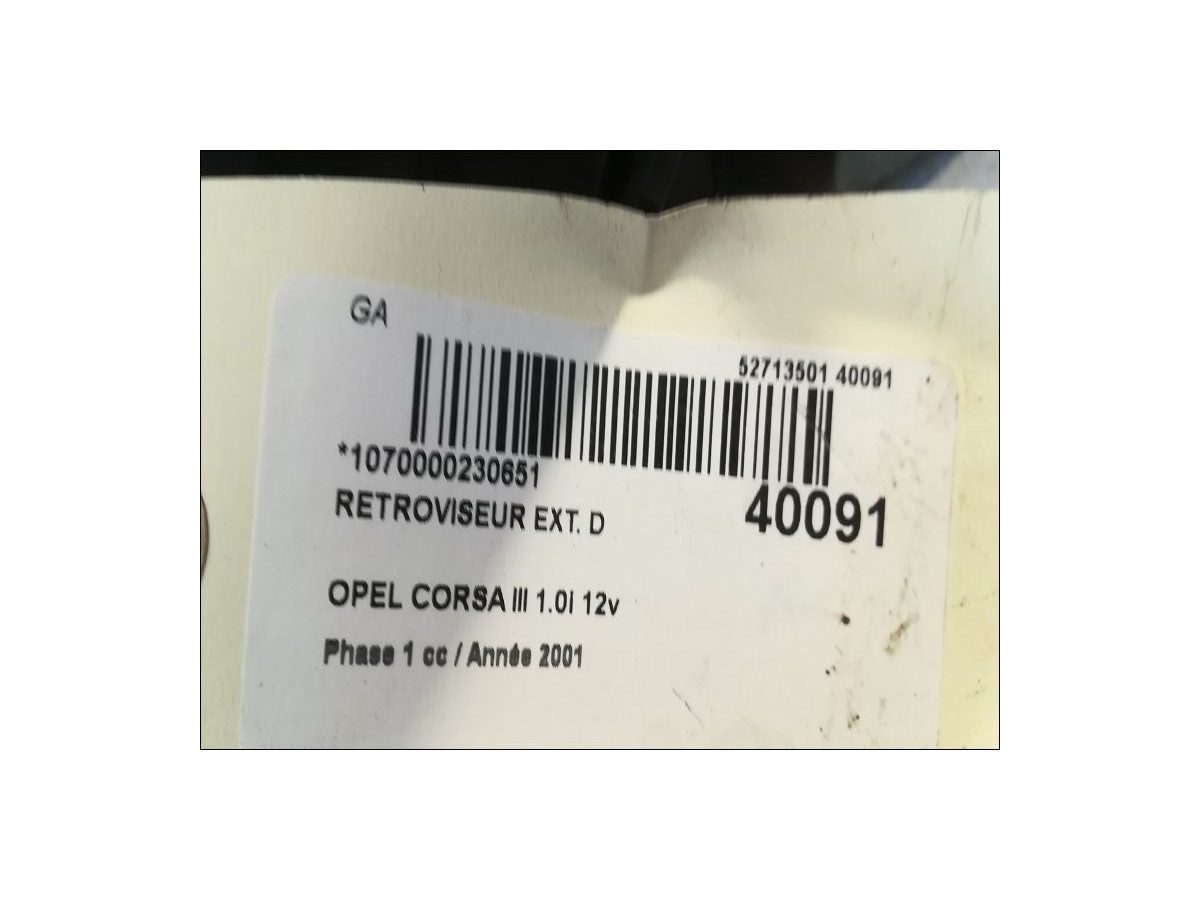 GA
52713501 40091
*1070000230651
40091
RETROVISEUR EXT. D
OPEL CORSA III 1.0i 12v
Phase 1 cc / Année 2001